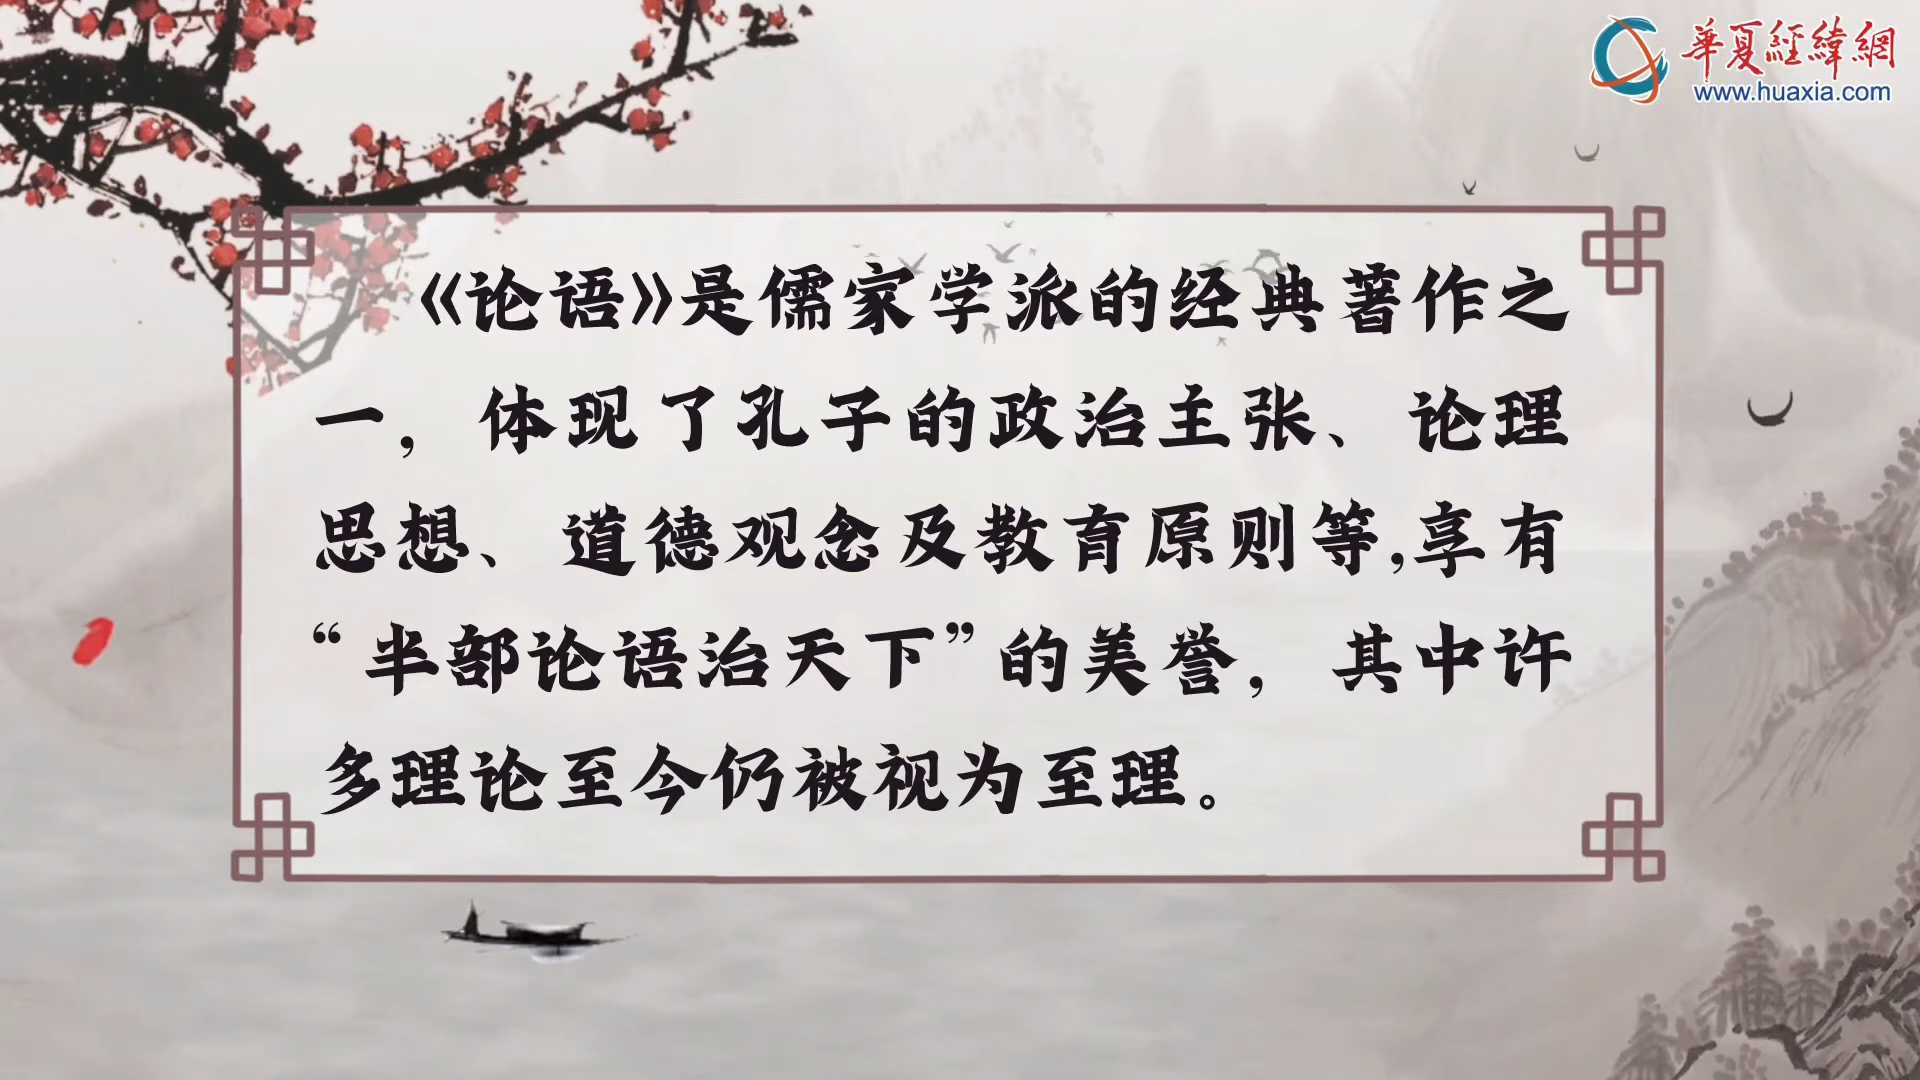 華夏經緯網
www.huaxia.com
《论语》是儒家学派的经典著作之
一，体现了孔子的政治主张、论理
思想、道德观念及教育原则等,享有
“半部论语治天下”的美誉，其中许
多理论至今仍被视为至理。